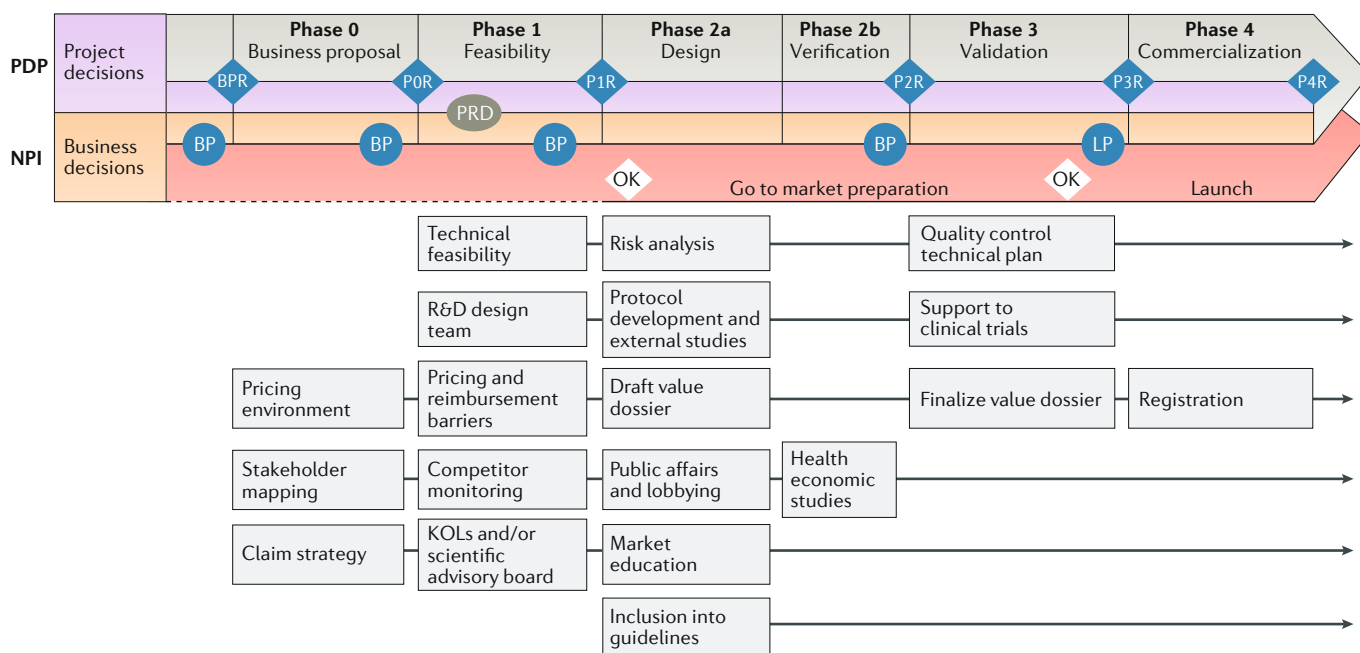 PDP
Project
decisions
Phase 0
Business proposal
Phase 1
Feasibility
Phase 2a
Design
Phase 2b
Verification
Phase 3
Validation
Phase 4
Commercialization
BPR
P0R
P1R
P2R
P3R
P4R
PRD
NPI
Business
decisions
BP
BP
BP
BP
LP
OK
Go to market preparation
OK
Launch
Technical
feasibility
Risk analysis
Quality control
technical plan
R&D design
team
Protocol
development and
external studies
Support to
clinical trials
Pricing
environment
Pricing and
reimbursement
barriers
Draft value
dossier
Finalize value dossier
Registration
Stakeholder
mapping
Competitor
monitoring
Public affairs
and lobbying
Health
economic
studies
Claim strategy
KOLs and/or
scientific
advisory board
Market
education
Inclusion into
guidelines